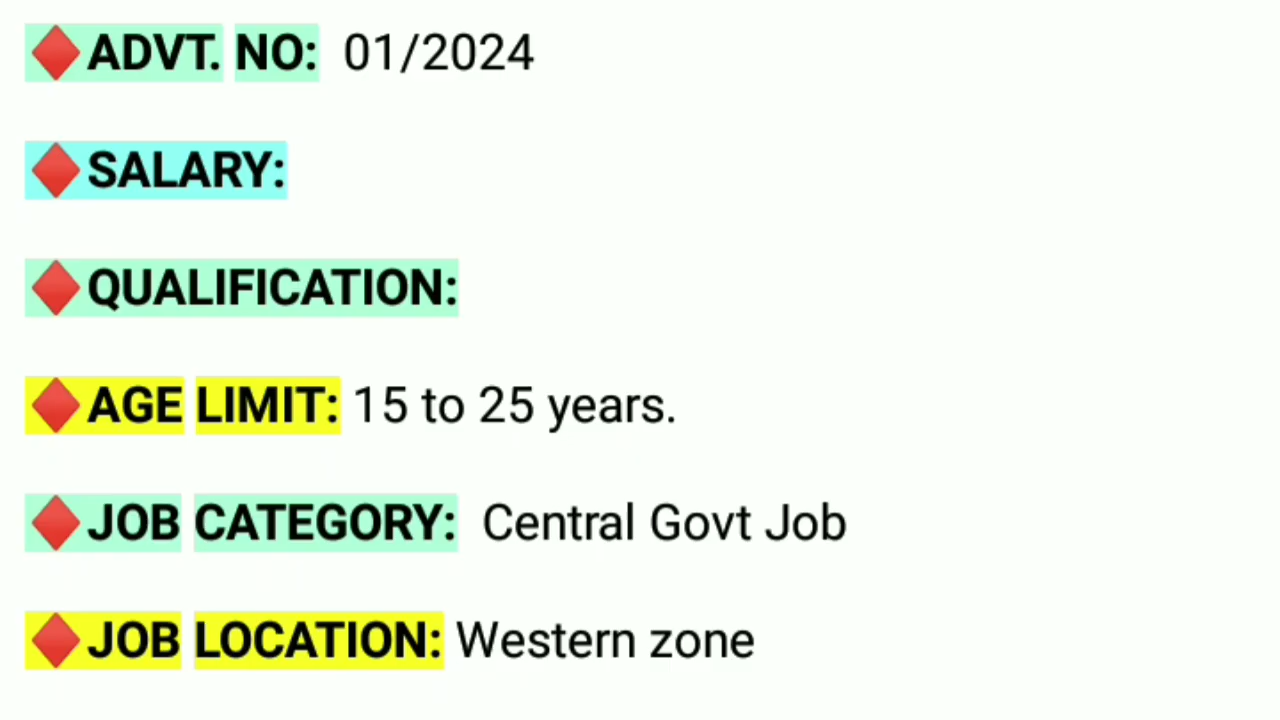 ♦ADVT. NO: 01/2024
♦SALARY:
♦QUALIFICATION:
♦AGE LIMIT: 15 to 25 years.
♦JOB CATEGORY: Central Govt Job
♦JOB LOCATION: Western zone